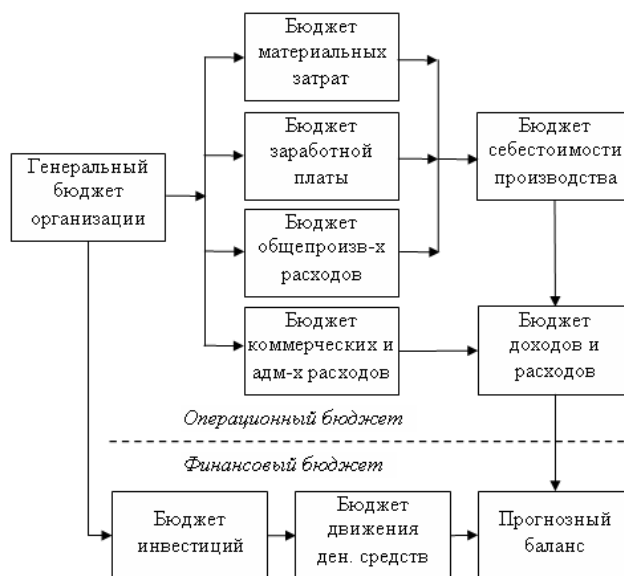 Бюджет
материальных
затрат
Бюджет
заработной
платы
Бюджет
общепроизв-х
расходов
Бюджет
коммерческих и
адм-х расходов
Генеральный
бюджет
организации
Бюджет
себестоимости
производства
Бюджет
доходов и
расходов
Операционный бюджет
Финансовый бюджет
Бюджет
инвестиций
Бюджет
движения
ден. средств
Прогнозный
баланс